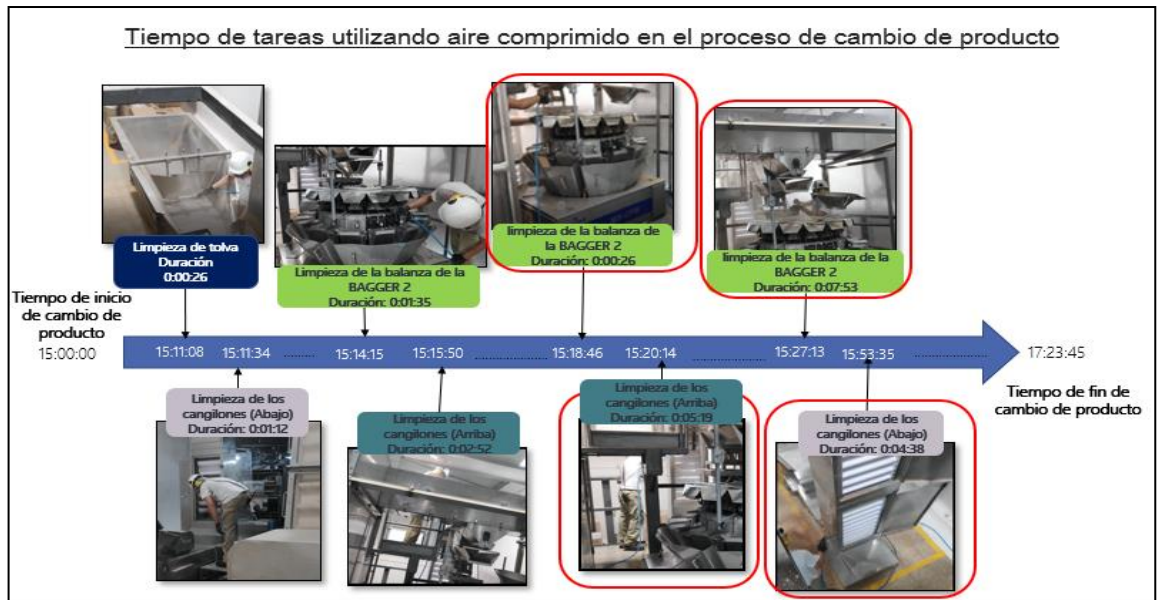 Tiempo de tareas utilizando aire comprimido en el proceso de cambio de producto
Limpieza de tolva
Duración
0:00:26
Limpieza de la balanza de la
BAGGER 2
Duración: 0:01:35
limpieza de la balanza de
la BAGGER 2
Duración: 0:00:26
limpieza de la balanza de la
BAGGER 2
Duración: 0:07:53
Tiempo de inicio
de cambio de
producto
15:00:00
15:11:08 15:11:34 ........ 15:14:15 15:15:50 ........ 15:18:46 15:20:14 ........ 15:27:13 15:53:35 ........
17:23:45
Tiempo de fin de
cambio de producto
Limpieza de los
cangilones (Abajo)
Duración: 0:01:12
Limpieza de los
cangilones (Arriba)
Duración: 0:02:52
Limpieza de los
cangilones (Arriba)
Duración: 0:05:19
Limpieza de los
cangilones (Abajo)
Duración: 0:04:38